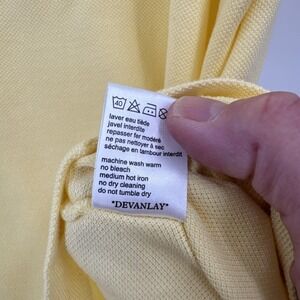 40
laver eau tiède
javel interdite
repasser fer modéré
ne pas nettoyer à sec
séchage en tambour interdit
machine wash warm
no bleach
medium hot iron
no dry cleaning
do not tumble dry
"DEVANLAY"